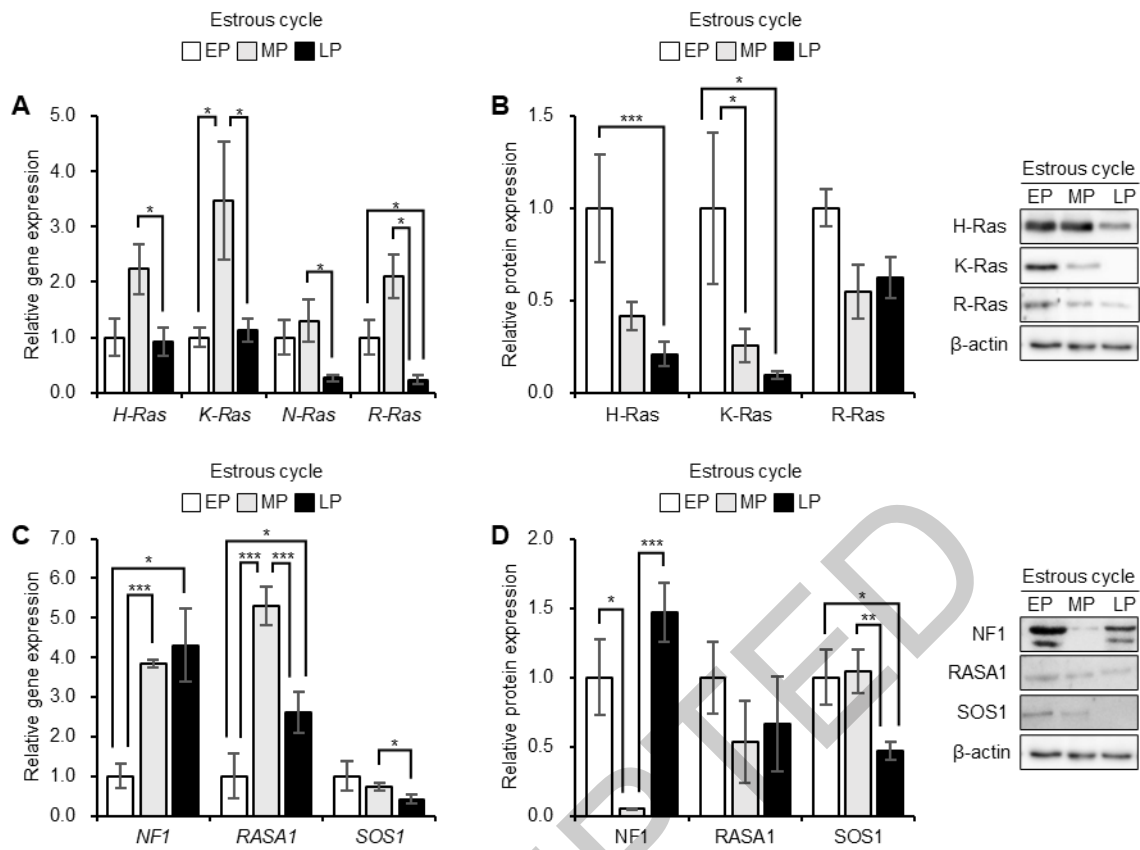 Estrous cycle
EP MP LP
A
Relative gene expression
5.0
4.0
3.0
2.0
1.0
0.0
* * * * * *
H-Ras K-Ras N-Ras R-Ras
Estrous cycle
EP MP LP
B
Relative protein expression
1.5
1.0
0.5
0.0
*** * *
H-Ras K-Ras R-Ras
Estrous cycle
EP MP LP
H-Ras
K-Ras
R-Ras
β-actin
Estrous cycle
EP MP LP
C
Relative gene expression
7.0
6.0
5.0
4.0
3.0
2.0
1.0
0.0
* *** * *** *** *
NF1 RASA1 SOS1
Estrous cycle
EP MP LP
D
Relative protein expression
2.0
1.5
1.0
0.5
0.0
* *** * **
NF1 RASA1 SOS1
Estrous cycle
EP MP LP
NF1
RASA1
SOS1
β-actin